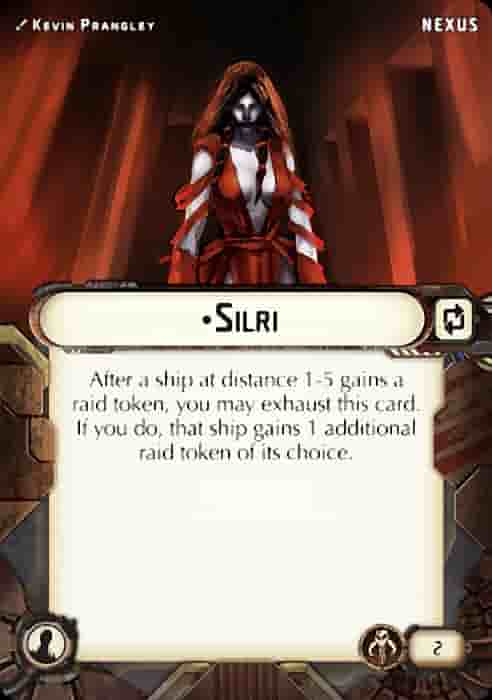 Kevin Prangley
NEXUS
•Silri
After a ship at distance 1-5 gains a
raid token, you may exhaust this card.
If you do, that ship gains 1 additional
raid token of its choice.
2